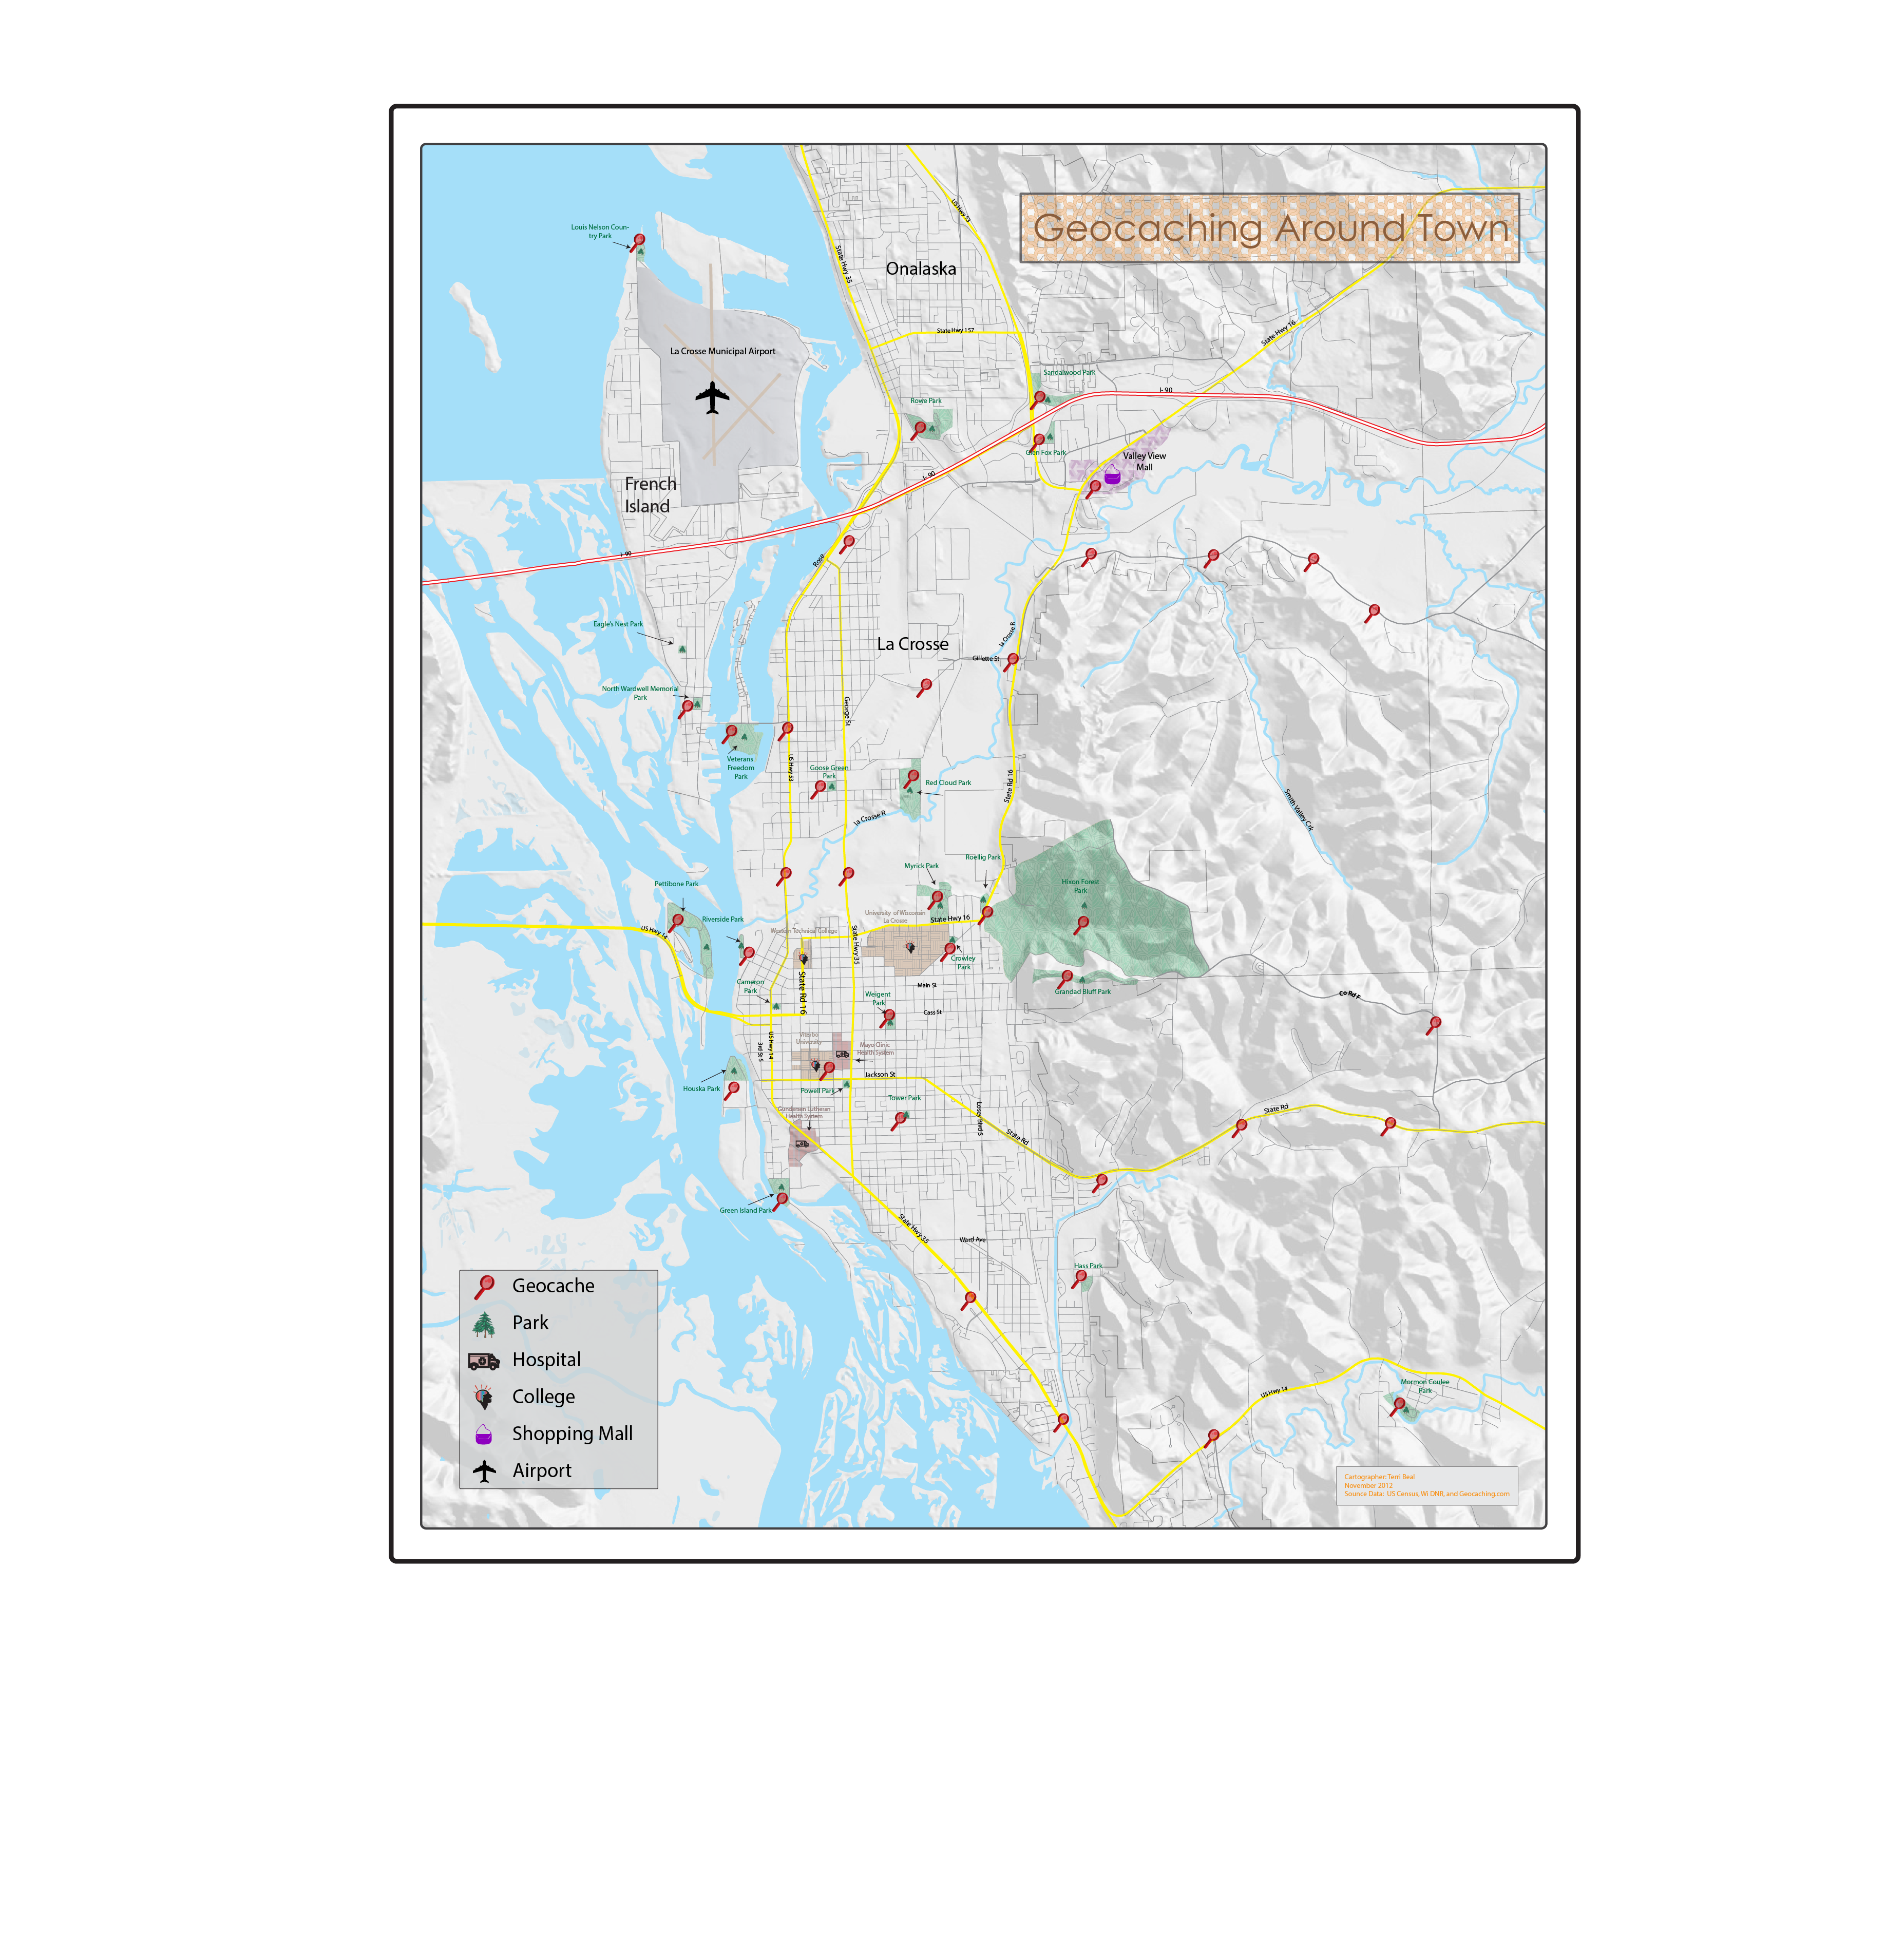 Geocaching Around Town
Louis Nelson Coun-
try Park
US Hwy 53
State Hwy 35
Onalaska
State Hwy 157
State Hwy 16
La Crosse Municipal Airport
Sandalwood Park
I- 90
Rowe Park
Glen Fox Park
Valley View
Mall
I- 90
French
Island
I- 90
Rose
Eagle's Nest Park
La Crosse
La Crosse R
Gillette St
North Wardwell Memorial
Park
George St
Veterans
Freedom
Park
US Hwy 53
Goose Green
Park
Red Cloud Park
State Rd 16
La Crosse R
Smith Valley Crk
Roellig Park
Myrick Park
Pettibone Park
Hixon Forest
Park
Riverside Park
University of Wisconsin
La Crosse
State Hwy 16
US Hwy 14
Western Technical College
State Hwy 35
Crowley
Park
Cameron
Park
State Rd 16
Main St
Grandad Bluff Park
Co Rd F
Weigent
Park
Cass St
Viterbo
University
US Hwy 14
3rd St S
Mayo Clinic
Health System
Jackson St
Houska Park
Powell Park
Tower Park
Gundersen Lutheran
Health System
Losey Blvd S
State Rd
State Rd
Green Island Park
State Hwy 35
Ward Ave
Hass Park
Geocache
Park
Hospital
College
Shopping Mall
Airport
US Hwy 14
Mormon Coulee
Park
Cartographer: Terri Beal
November 2012
Source Data: US Census, Wi DNR, and Geocaching.com